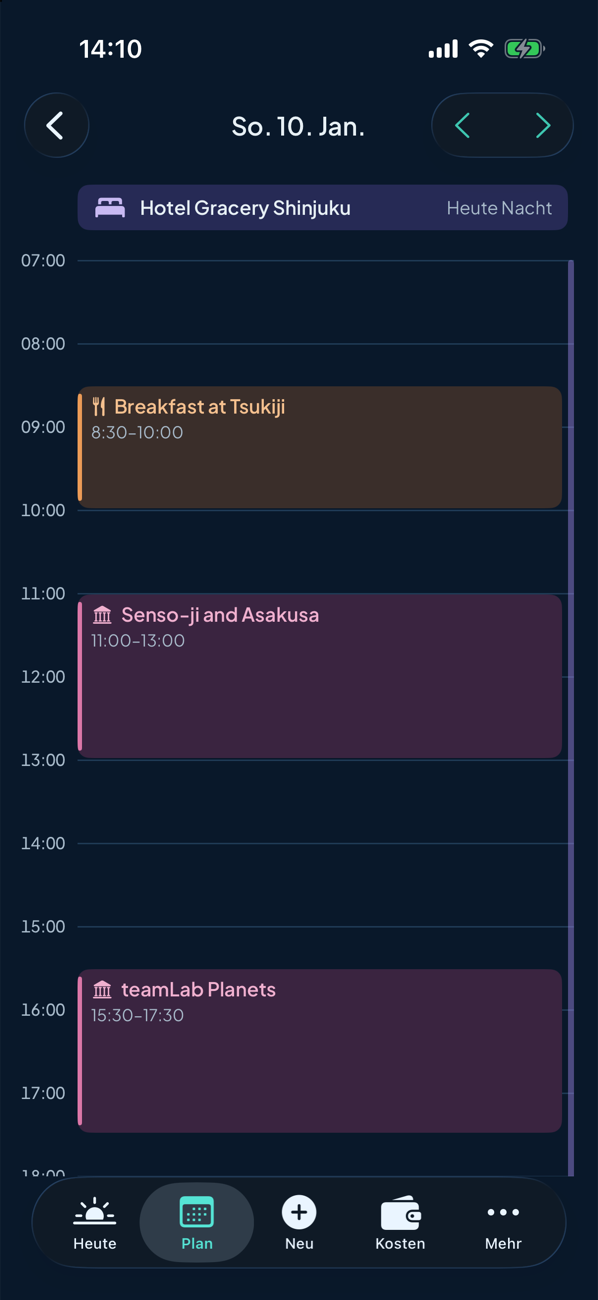 14:10
So. 10. Jan.
Hotel Gracery Shinjuku Heute Nacht
07:00
08:00
Breakfast at Tsukiji
8:30–10:00
09:00
10:00
11:00
Senso-ji and Asakusa
11:00–13:00
12:00
13:00
14:00
15:00
teamLab Planets
15:30–17:30
16:00
17:00
18:00
Heute Plan Neu Kosten Mehr